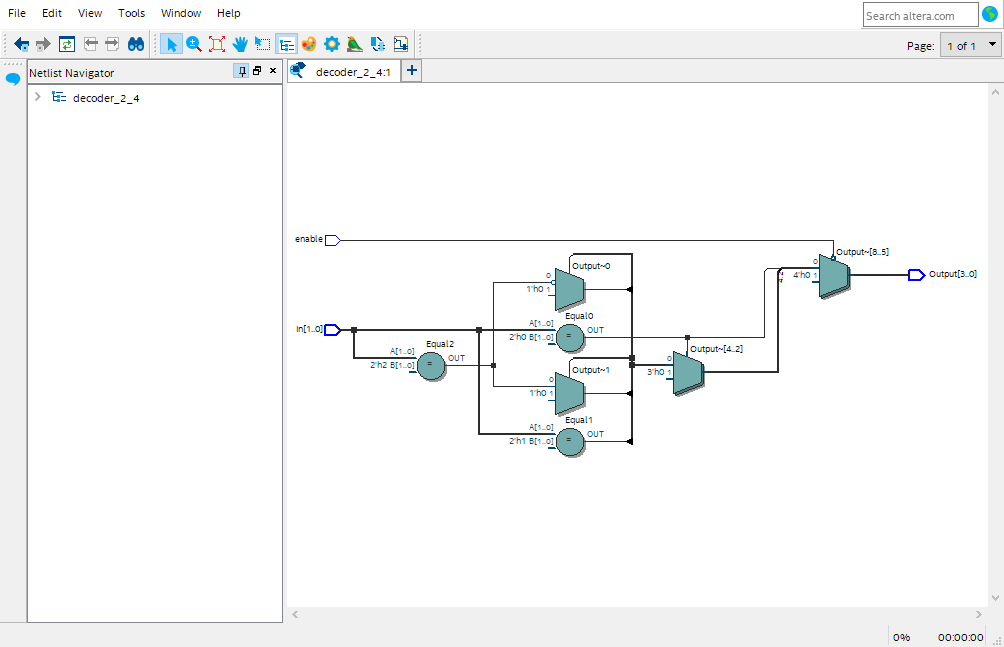 File Edit View Tools Window Help
Search altera.com
Page: 1 of 1
Netlist Navigator
decoder_2_4:1
decoder_2_4
enable
Output~[8..5]
0
4'h0 1
4..2
Output[3..0]
Output~0
0
1'h0 1
Equal0
A[1..0]
2'h0 B[1..0]
OUT
In[1..0]
Equal2
A[1..0]
2'h2 B[1..0]
OUT
Output~[4..2]
0
3'h0 1
Output~1
0
1'h0 1
Equal1
A[1..0]
2'h1 B[1..0]
OUT
=
=
=
0% 00:00:00